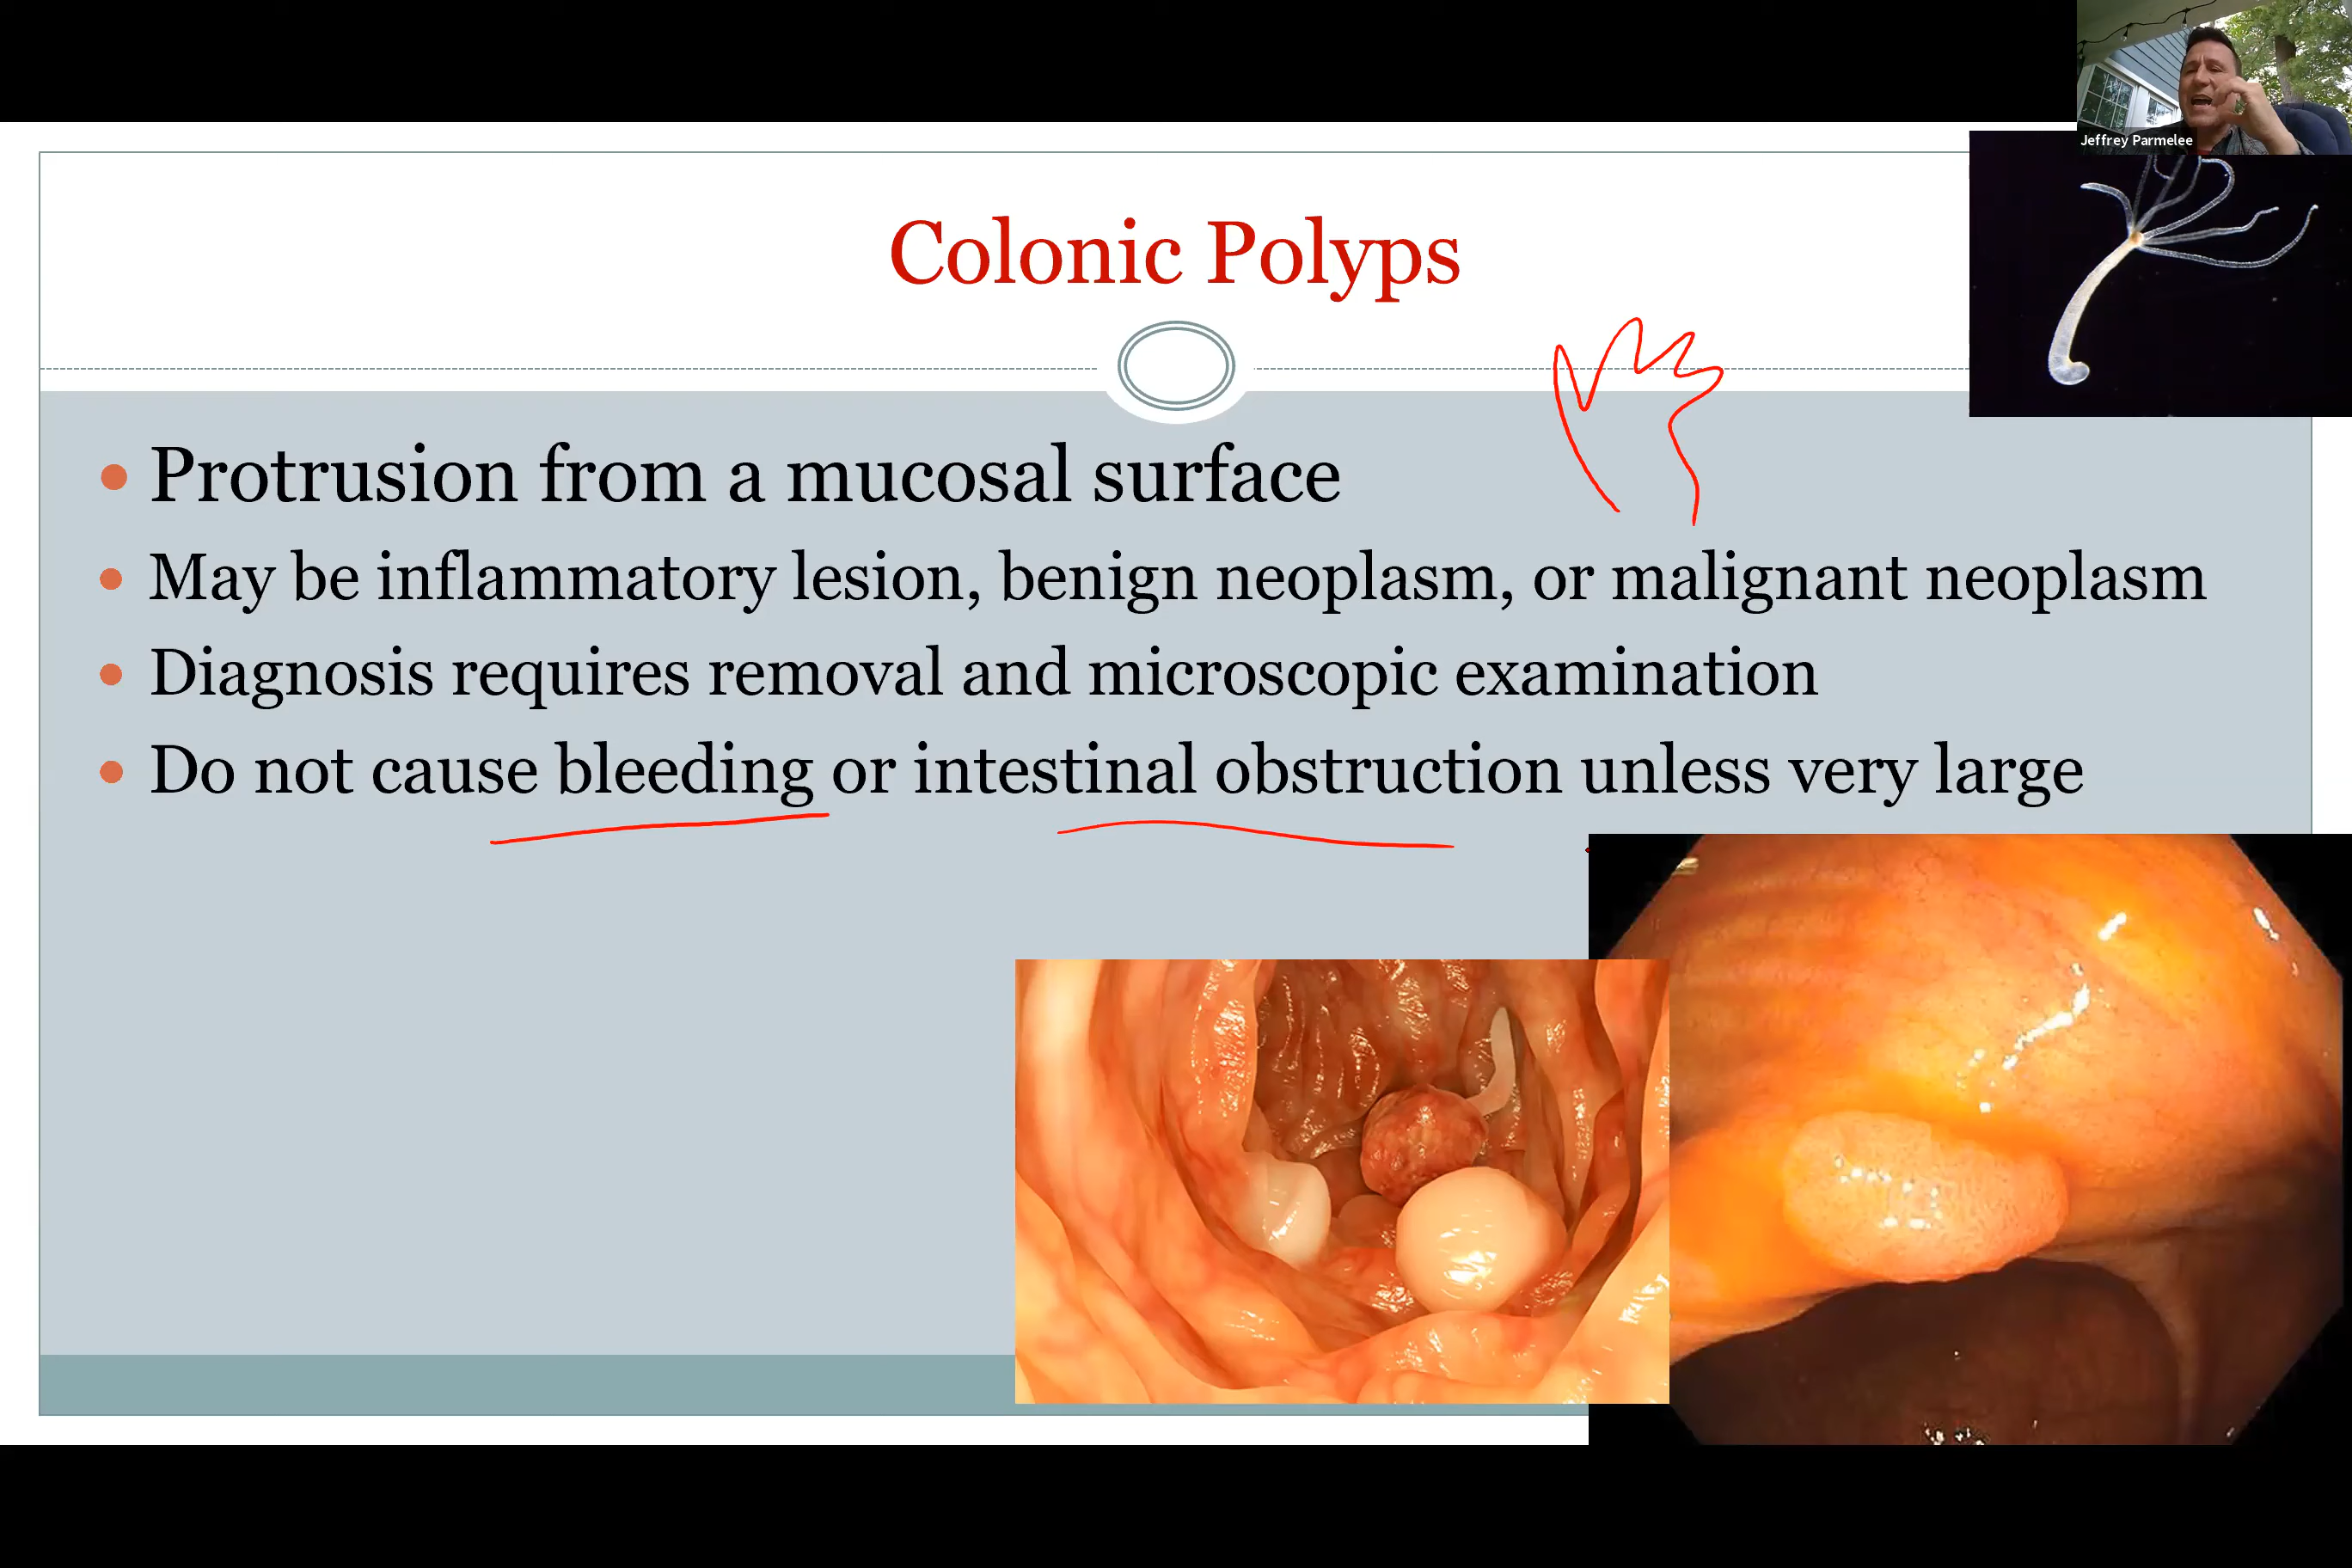 Jeffrey Parmelee
Colonic Polyps
• Protrusion from a mucosal surface
• May be inflammatory lesion, benign neoplasm, or malignant neoplasm
• Diagnosis requires removal and microscopic examination
• Do not cause bleeding or intestinal obstruction unless very large